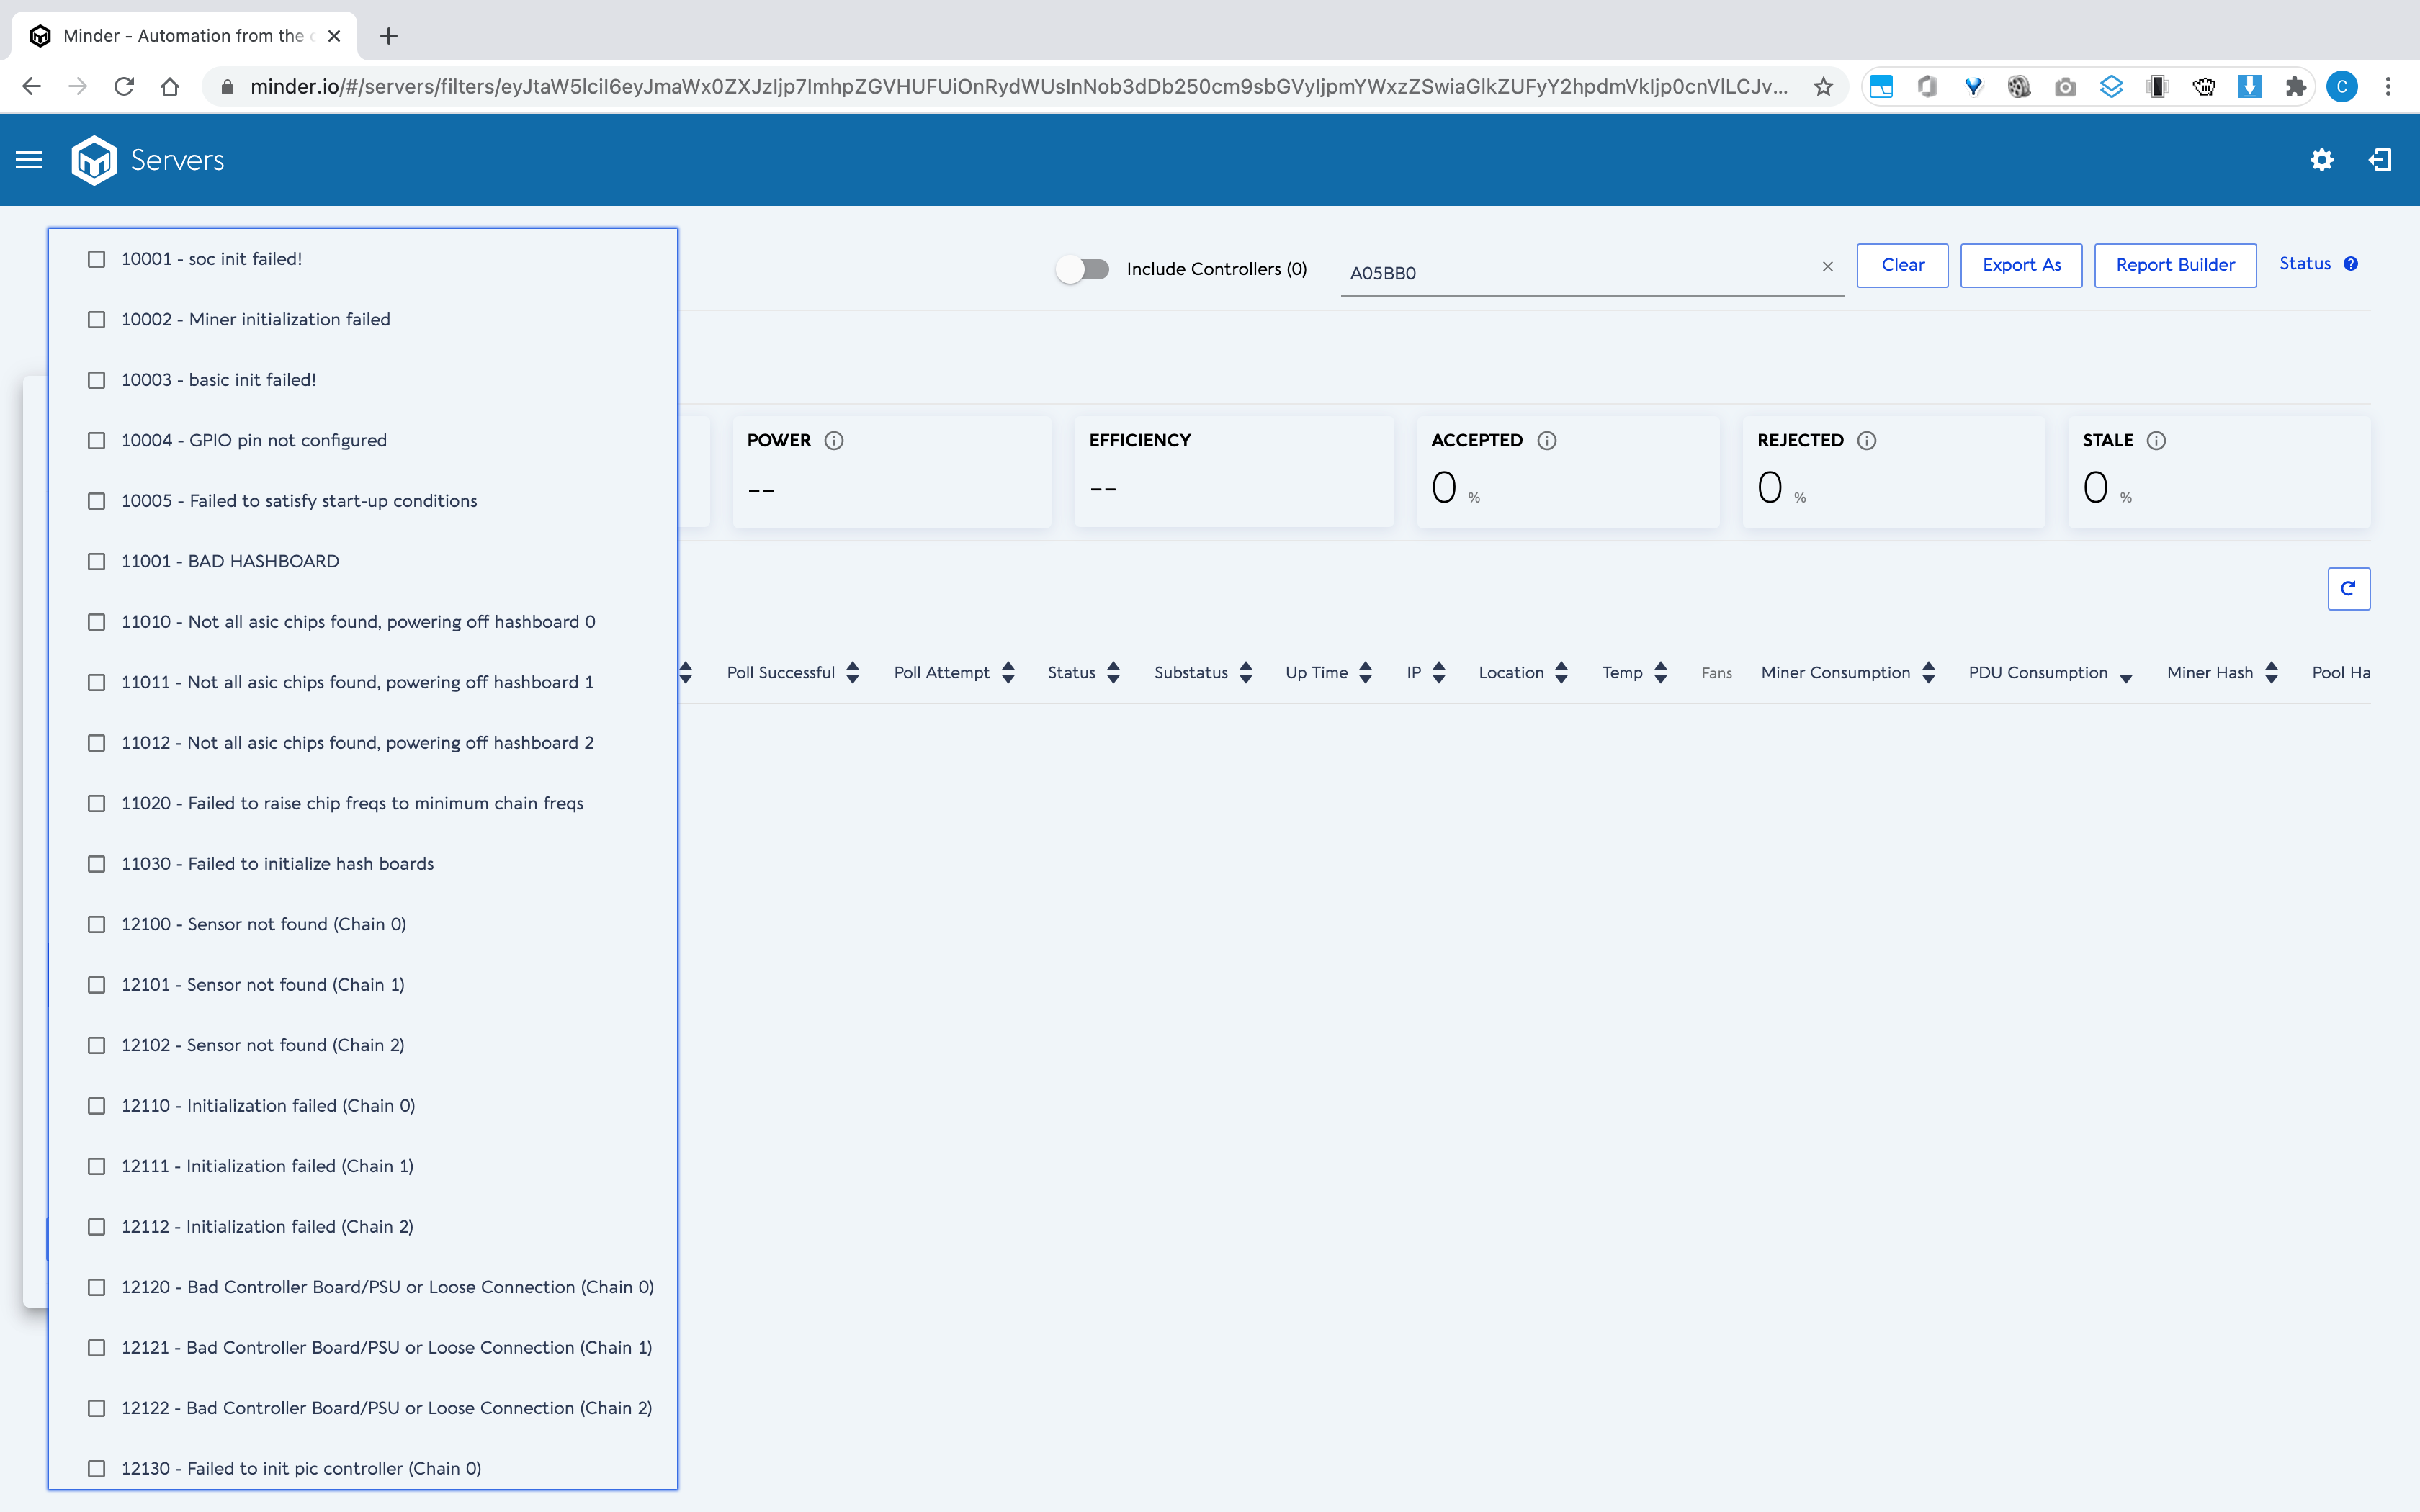 Minder - Automation from the
minder.io/#/servers/filters/eyJtaW5lciI6eyJmaWx0ZXJzIjp7ImhpZGVHUFUiOnRydWUsInNob3dDb250cm9sbGVyIjpmYWxzZSwiaGlkZUFyY2hpdmVkIjp0cnVlLCJv...
C
Servers
10001 - soc init failed!
10002 - Miner initialization failed
10003 - basic init failed!
10004 - GPIO pin not configured
10005 - Failed to satisfy start-up conditions
11001 - BAD HASHBOARD
11010 - Not all asic chips found, powering off hashboard 0
11011 - Not all asic chips found, powering off hashboard 1
11012 - Not all asic chips found, powering off hashboard 2
11020 - Failed to raise chip freqs to minimum chain freqs
11030 - Failed to initialize hash boards
12100 - Sensor not found (Chain 0)
12101 - Sensor not found (Chain 1)
12102 - Sensor not found (Chain 2)
12110 - Initialization failed (Chain 0)
12111 - Initialization failed (Chain 1)
12112 - Initialization failed (Chain 2)
12120 - Bad Controller Board/PSU or Loose Connection (Chain 0)
12121 - Bad Controller Board/PSU or Loose Connection (Chain 1)
12122 - Bad Controller Board/PSU or Loose Connection (Chain 2)
12130 - Failed to init pic controller (Chain 0)
Include Controllers (0) A05BB0 × Clear Export As Report Builder Status ?
POWER EFFICIENCY ACCEPTED REJECTED STALE
-- -- 0 % 0 % 0 %
Poll Successful Poll Attempt Status Substatus Up Time IP Location Temp Fans Miner Consumption PDU Consumption Miner Hash Pool Ha